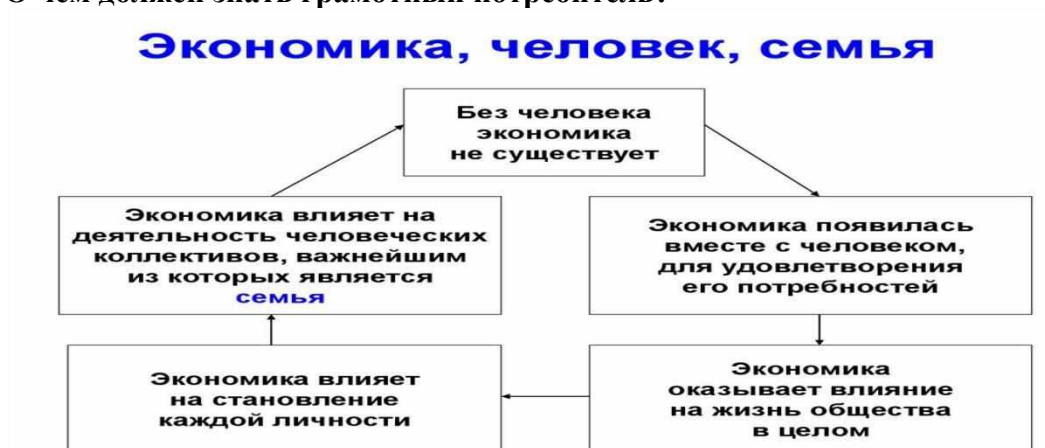 О чем должен знать грамотный потребитель?
Экономика, человек, семья
Без человека
экономика
не существует
Экономика появилась
вместе с человеком,
для удовлетворения
его потребностей
Экономика
оказывает влияние
на жизнь общества
в целом
Экономика влияет
на становление
каждой личности
Экономика влияет на
деятельность человеческих
коллективов, важнейшим
из которых является
семья